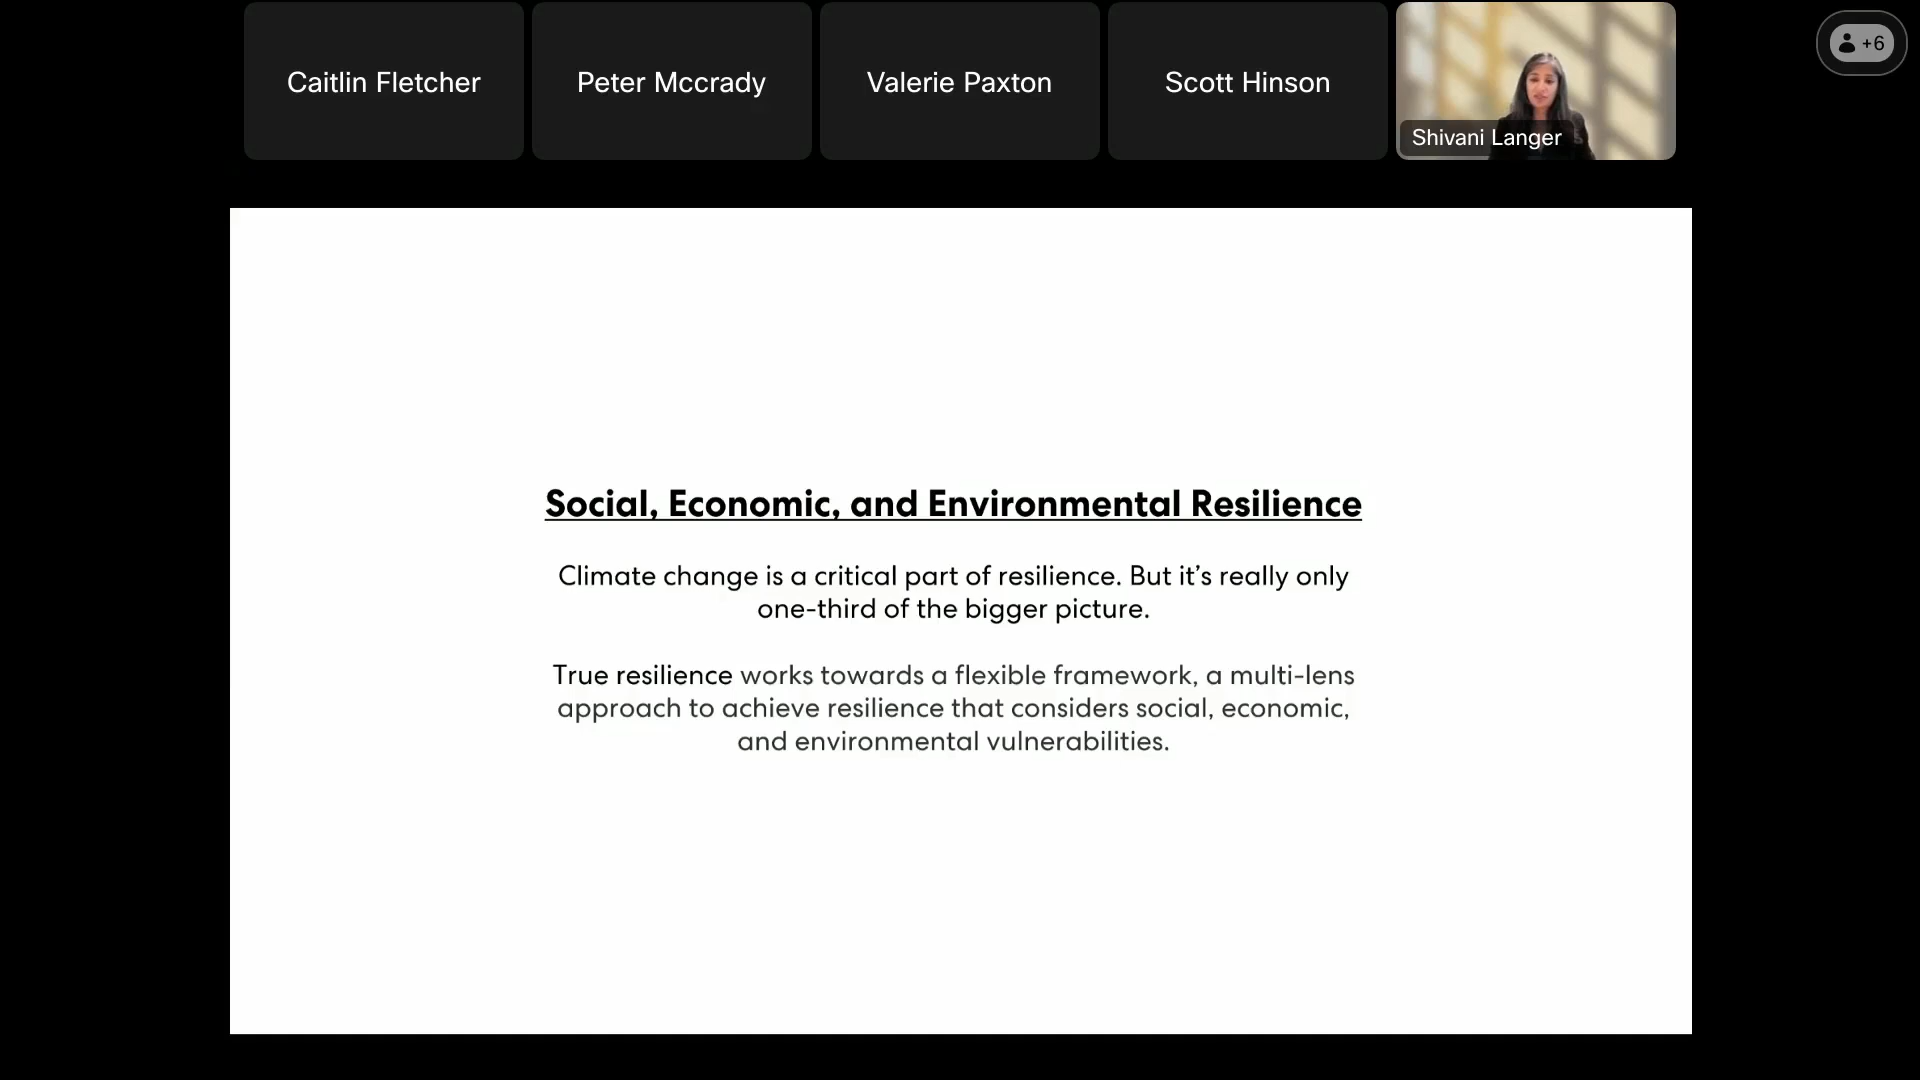 Caitlin Fletcher
Peter Mccrady
Valerie Paxton
Scott Hinson
Shivani Langer
+6
Social, Economic, and Environmental Resilience
Climate change is a critical part of resilience. But it’s really only
one-third of the bigger picture.
True resilience works towards a flexible framework, a multi-lens
approach to achieve resilience that considers social, economic,
and environmental vulnerabilities.